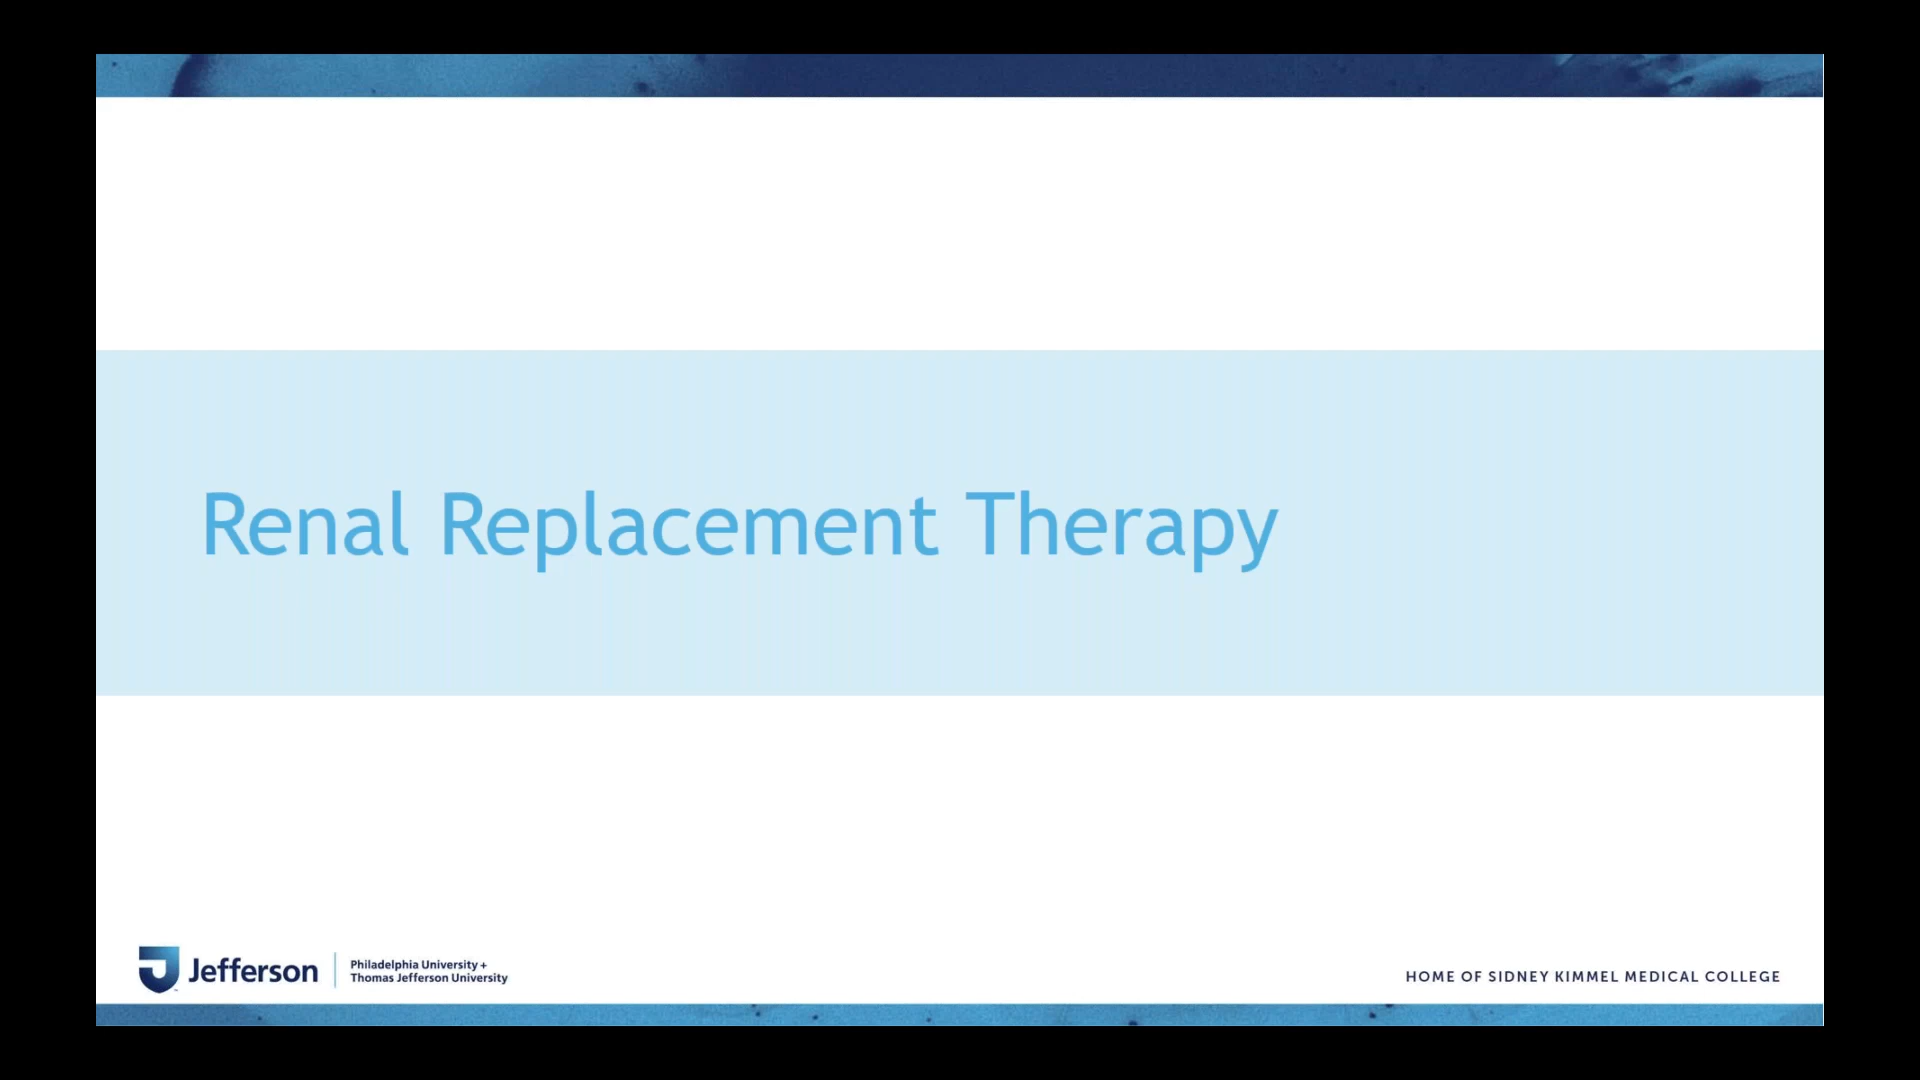 Renal Replacement Therapy
Jefferson
Philadelphia University +
Thomas Jefferson University
HOME OF SIDNEY KIMMEL MEDICAL COLLEGE